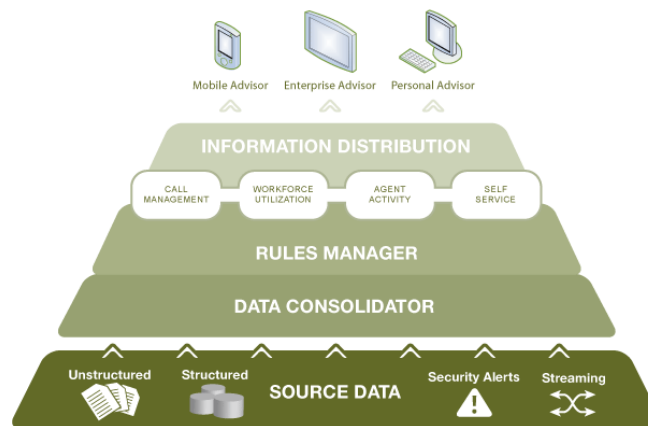 Mobile Advisor
Enterprise Advisor
Personal Advisor
INFORMATION DISTRIBUTION
CALL
MANAGEMENT
WORKFORCE
UTILIZATION
AGENT
ACTIVITY
SELF
SERVICE
RULES MANAGER
DATA CONSOLIDATOR
Unstructured
Structured
SOURCE DATA
Security Alerts
Streaming